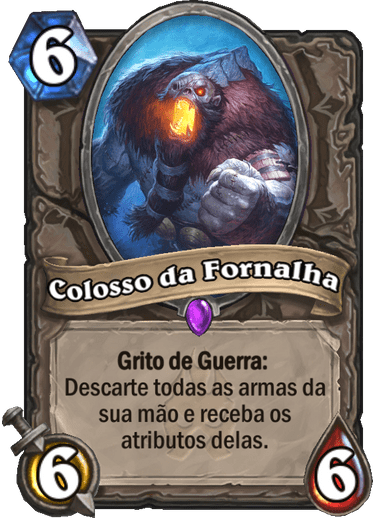 6
Colosso da Fornalha
Grito de Guerra:
Descarte todas as armas da
sua mão e receba os
atributos delas.
6
6